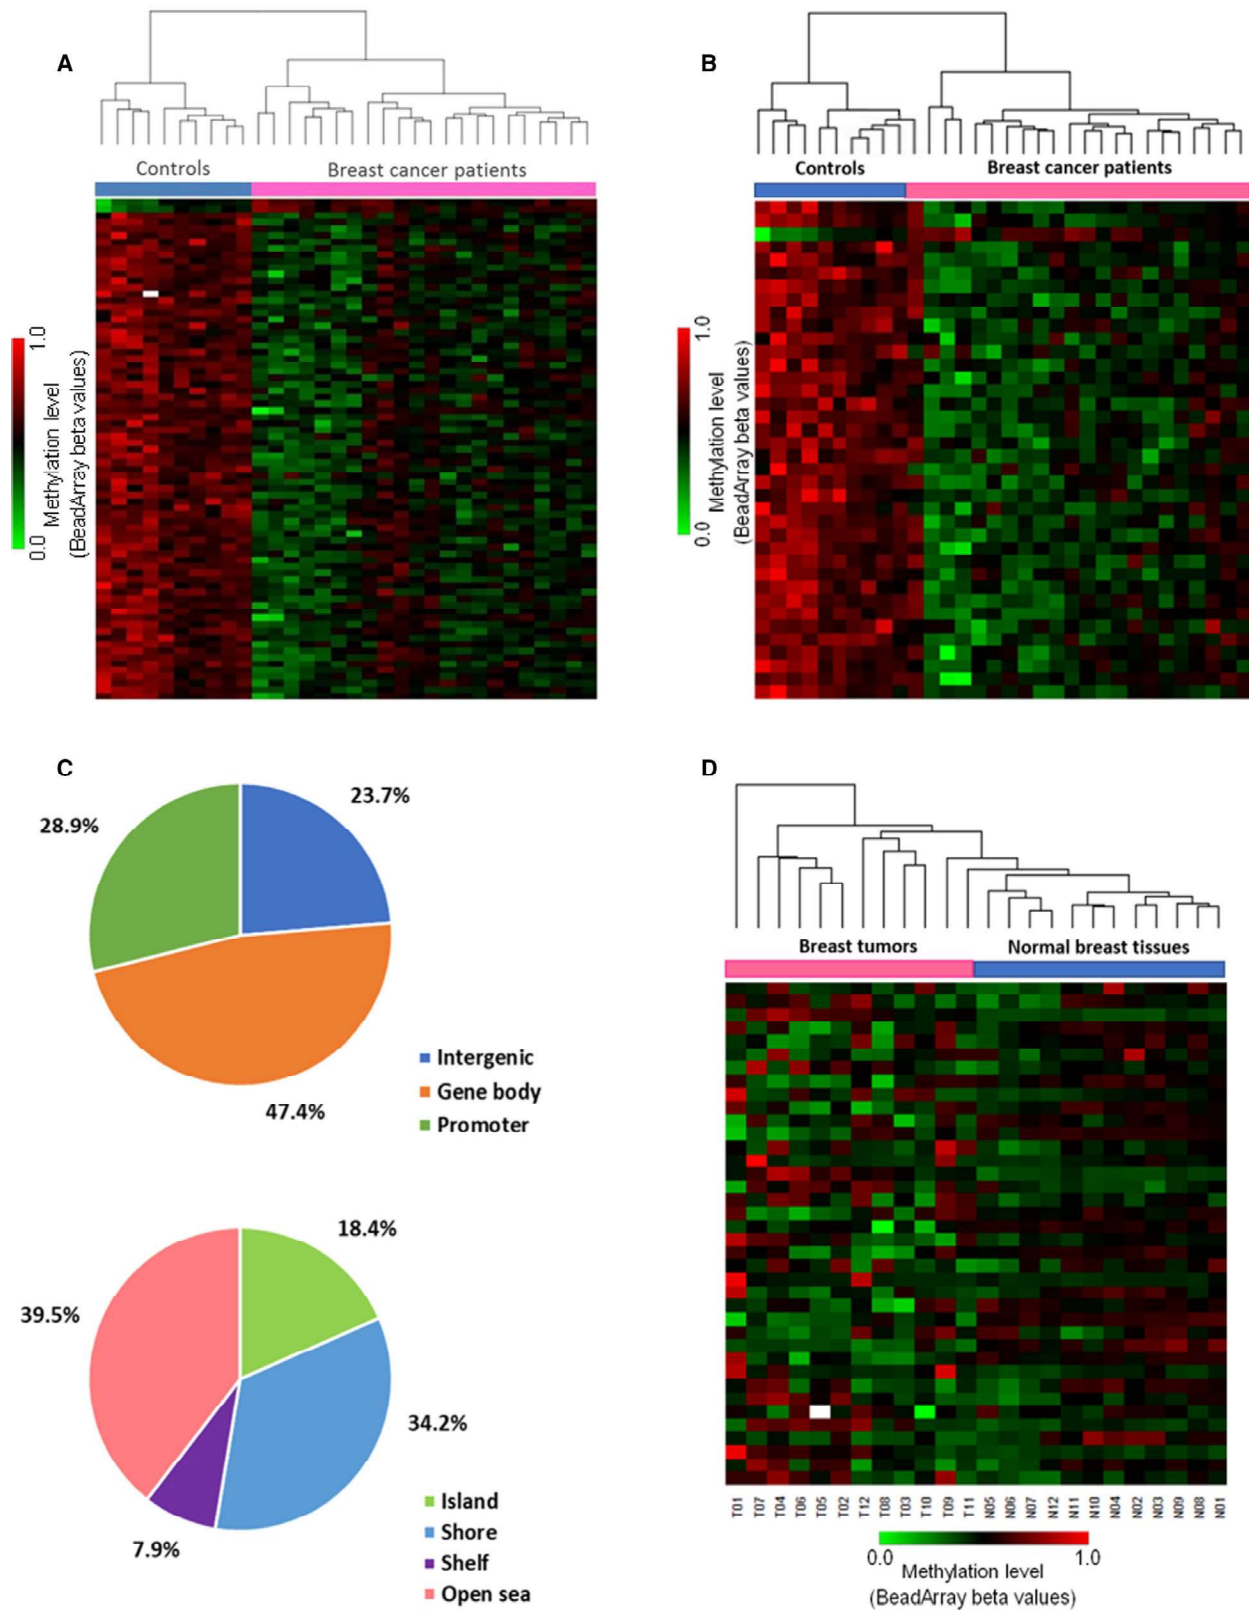 A
Controls
Breast cancer patients
0.0
1.0
Methylation level
(BeadArray beta values)
B
Controls
Breast cancer patients
0.0
1.0
Methylation level
(BeadArray beta values)
C
23.7%
28.9%
47.4%
Intergenic
Gene body
Promoter
18.4%
39.5%
34.2%
7.9%
Island
Shore
Shelf
Open sea
D
Breast tumors
Normal breast tissues
T01 T07 T04 T06 T05 T02 T12 T08 T03 T10 T09 T11 N05 N06 N07 N12 N11 N10 N04 N02 N03 N09 N08 N01
0.0
1.0
Methylation level
(BeadArray beta values)